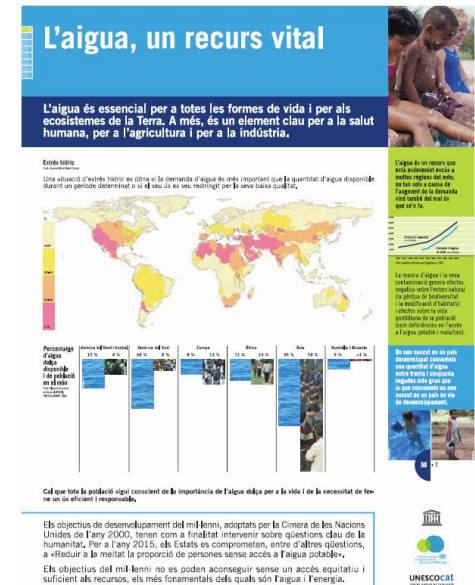 L'aigua, un recurs vital
L'aigua és essencial per a totes les formes de vida i per als
ecosistemes de la Terra. A més, és un element clau per a la salut
humana, per a l'agricultura i per a la indústria.
Estrès hídric
Una situació d'estrès hídric es dóna si la demanda d'aigua és més important que la quantitat d'aigua disponible
durant un període determinat o si el seu ús es veu restringit per la seva baixa qualitat.
L'aigua és un recurs que
està esdevenint escàs a
moltes regions del món,
no tan sols a causa de
l'augment de la demanda
sinó també del mal ús
que se'n fa.
La manca d'aigua i la seva
contaminació genera efectes
negatius sobre l'entorn natural
(la pèrdua de biodiversitat
i la modificació d'hàbitats)
i efectes sobre la vida
quotidiana de la població
(com deficiències en l'accés
a l'aigua potable i malalties).
Un nen nascut en un país
desenvolupat consumeix
una quantitat d'aigua
entre trenta i cinquanta
vegades més gran que
la que consumeix un nen
nascut en un país en via
de desenvolupament.
Percentatge
d'aigua
dolça
disponible
i de població
en el món
Amèrica del Nord i Central
15 % 8 %
Amèrica del Sud
26 % 6 %
Europa
8 % 13 %
Àfrica
11 % 13 %
Àsia
36 % 59 %
Austràlia i Oceania
5 % <1 %
Cal que tota la població sigui conscient de la importància de l'aigua dolça per a la vida i de la necessitat de fer-
ne un ús eficient i responsable.
Els objectius de desenvolupament del mil·lenni, adoptats per la Cimera de les Nacions
Unides de l'any 2000, tenen com a finalitat intervenir sobre qüestions clau de la
humanitat. Per a l'any 2015, els Estats es comprometen, entre d'altres qüestions,
a «Reduir a la meitat la proporció de persones sense accés a l'aigua potable».
Els objectius del mil·lenni no es poden aconseguir sense un accés equitatiu i
suficient als recursos, els més fonamentals dels quals són l'aigua i l'energia.
UNESCOCAT